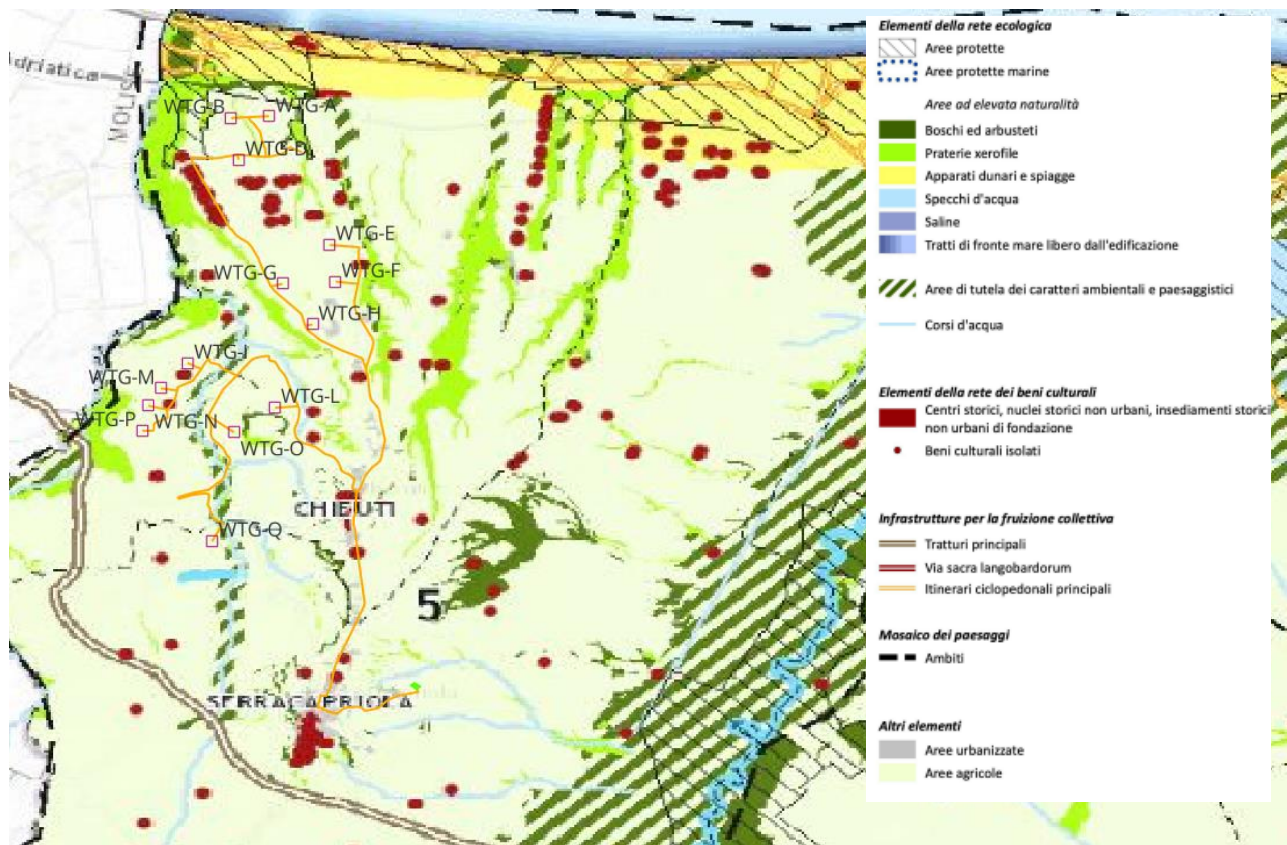 Adriatica
MOLISE
WTG-B
WTG-A
WTG-D
WTG-E
WTG-G
WTG-F
WTG-H
WTG-I
WTG-M
WTG-L
WTG-P
WTG-N
WTG-O
CHIEUTI
WTG-Q
5
SERRACAPRIOLA
Elementi della rete ecologica
Aree protette
Aree protette marine
Aree ad elevata naturalità
Boschi ed arbusteti
Praterie xerofile
Apparati dunari e spiagge
Specchi d'acqua
Saline
Tratti di fronte mare libero dall'edificazione
Aree di tutela dei caratteri ambientali e paesaggistici
Corsi d'acqua
Elementi della rete dei beni culturali
Centri storici, nuclei storici non urbani, insediamenti storici
non urbani di fondazione
Beni culturali isolati
Infrastrutture per la fruizione collettiva
Tratturi principali
Via sacra langobardorum
Itinerari ciclopedonali principali
Mosaico dei paesaggi
Ambiti
Altri elementi
Aree urbanizzate
Aree agricole